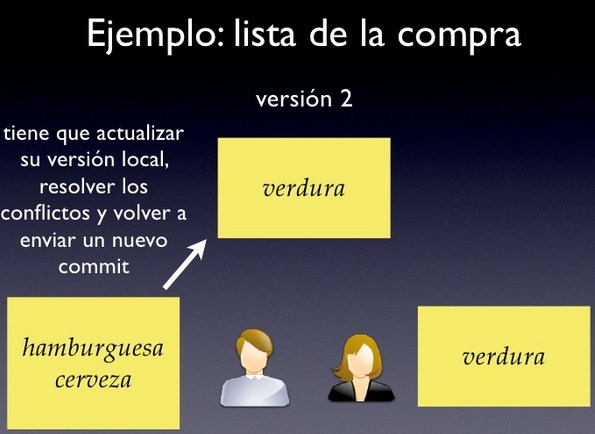 Ejemplo: lista de la compra
versión 2
tiene que actualizar
su versión local,
resolver los
conflictos y volver a
enviar un nuevo
commit
verdura
hamburguesa
cerveza
verdura